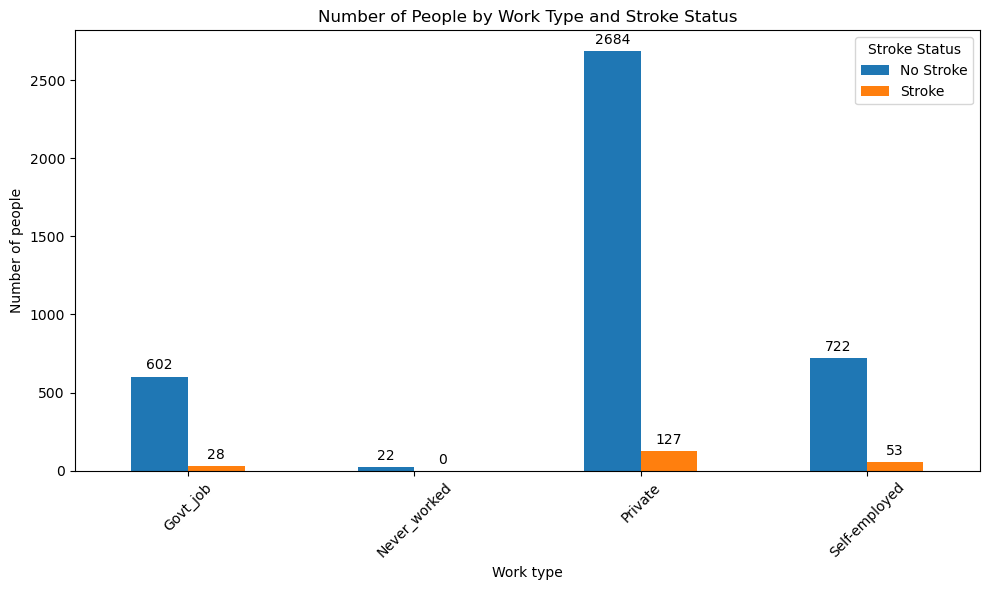 Number of People by Work Type and Stroke Status
Number of people
2500
2000
1500
1000
500
0
602
28
22
0
2684
127
722
53
Stroke Status
No Stroke
Stroke
Govt_job
Never_worked
Private
Self-employed
Work type